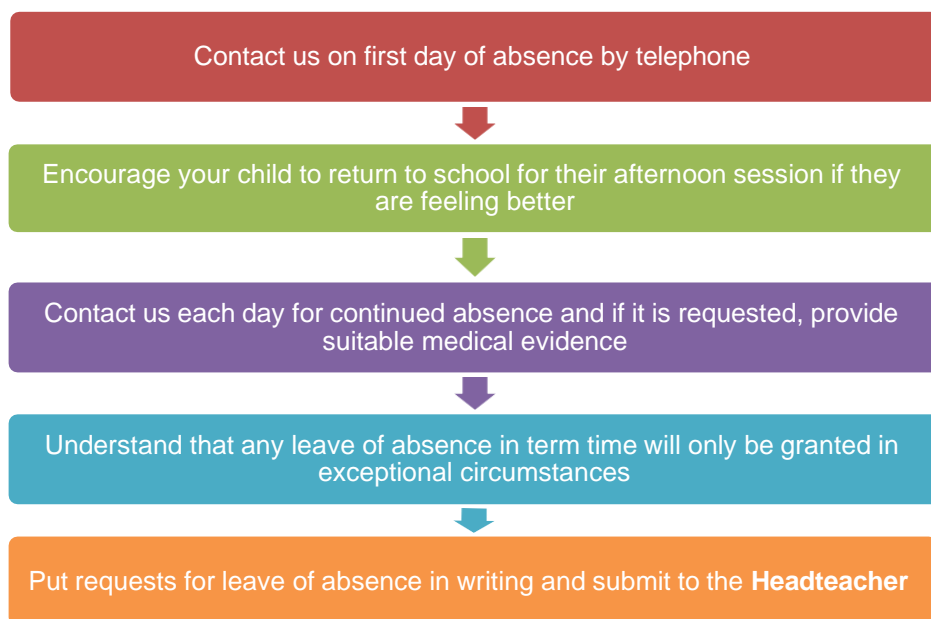 Contact us on first day of absence by telephone
Encourage your child to return to school for their afternoon session if they
are feeling better
Contact us each day for continued absence and if it is requested, provide
suitable medical evidence
Understand that any leave of absence in term time will only be granted in
exceptional circumstances
Put requests for leave of absence in writing and submit to the Headteacher